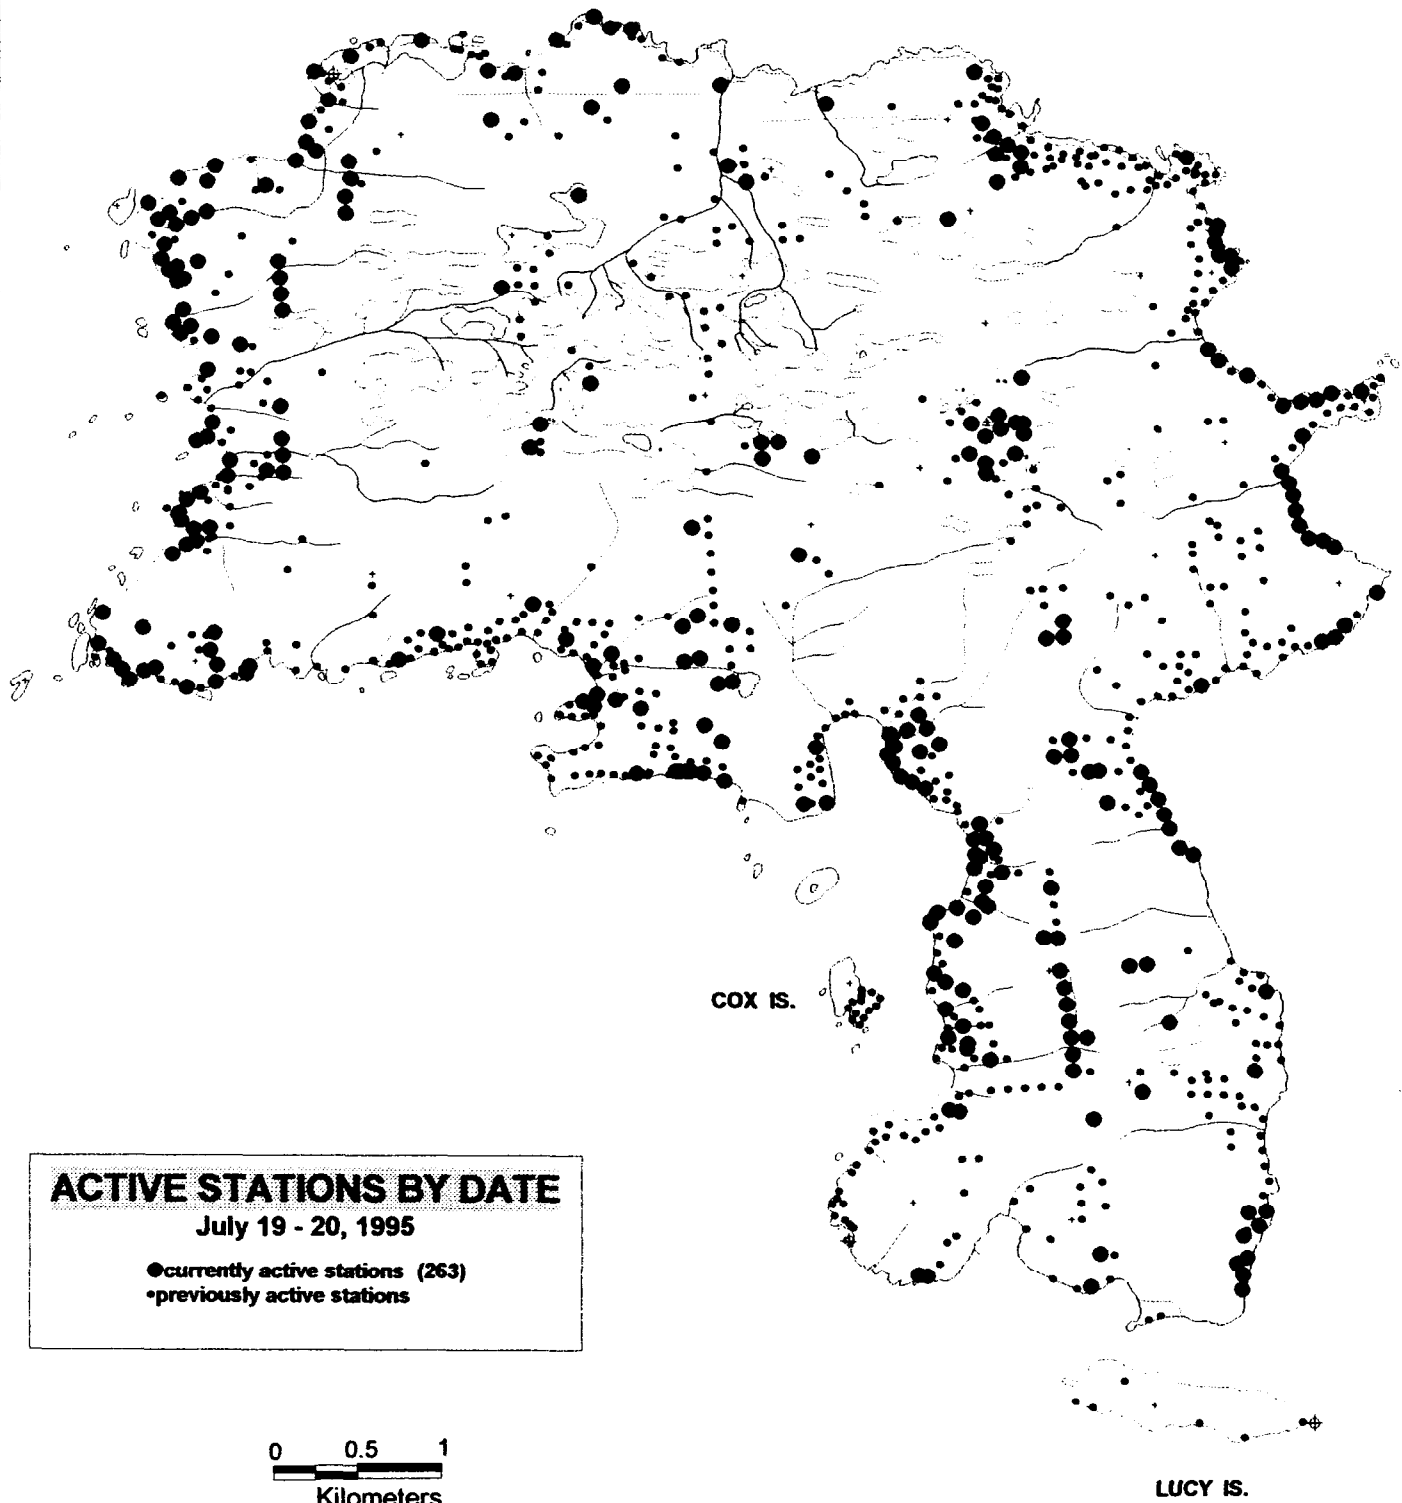 COX IS.
ACTIVE STATIONS BY DATE
July 19 - 20, 1995
currently active stations (263)
previously active stations
0 0.5 1
Kilometers
LUCY IS.